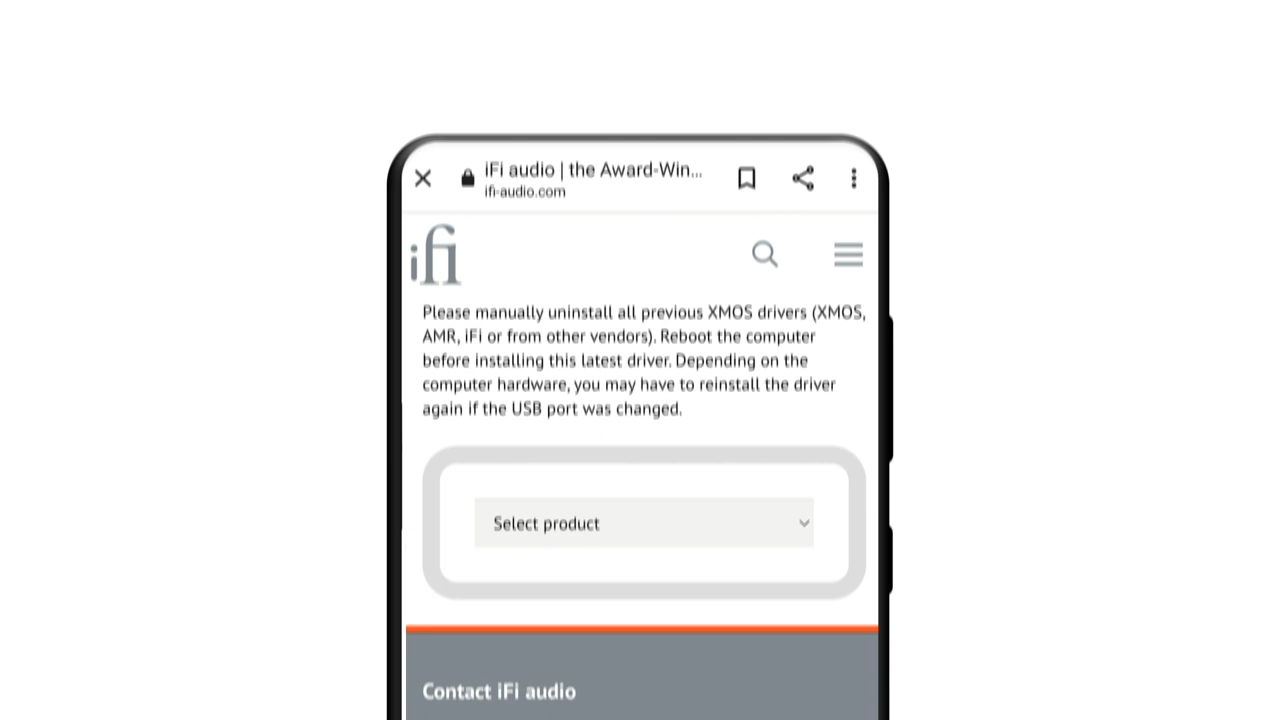 iFi audio | the Award-Win...
ifi-audio.com
ifi
Please manually uninstall all previous XMOS drivers (XMOS,
AMR, iFi or from other vendors). Reboot the computer
before installing this latest driver. Depending on the
computer hardware, you may have to reinstall the driver
again if the USB port was changed.
Select product
Contact iFi audio